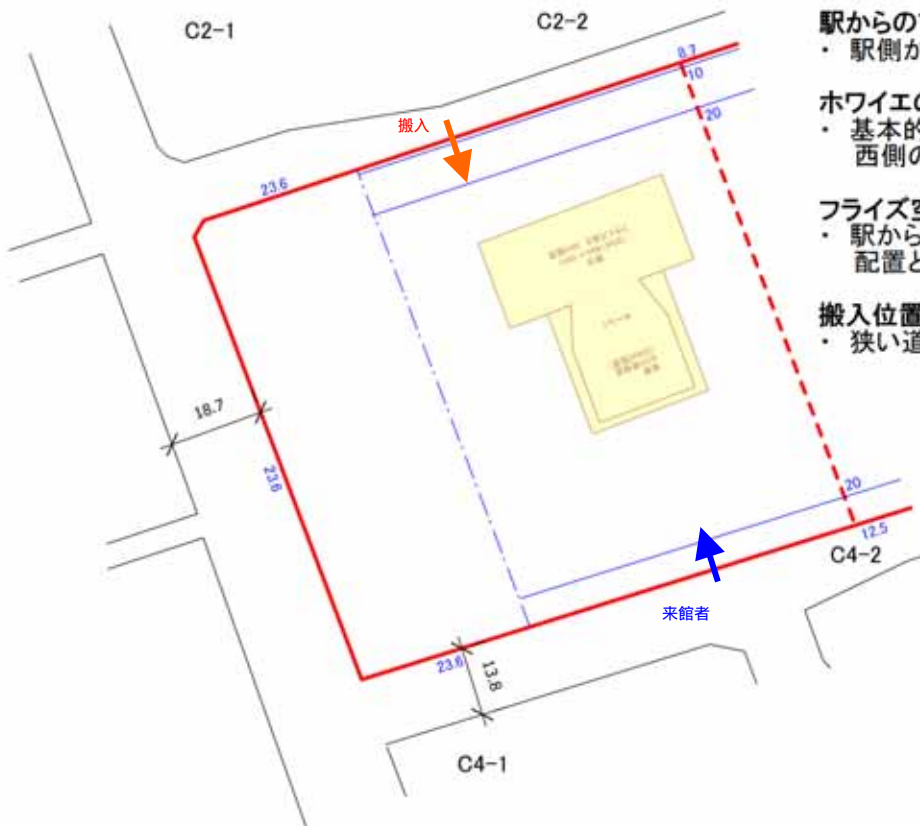 C2-1
C2-2
駅からの
・ 駅側か
ホワイエの
・ 基本的
西側の
フライズ空
・ 駅から
配置と
搬入位置
・ 狭い道
8.7
10
20
搬入
23.6
18.7
23.6
20
12.5
C4-2
来館者
23.6
13.8
C4-1